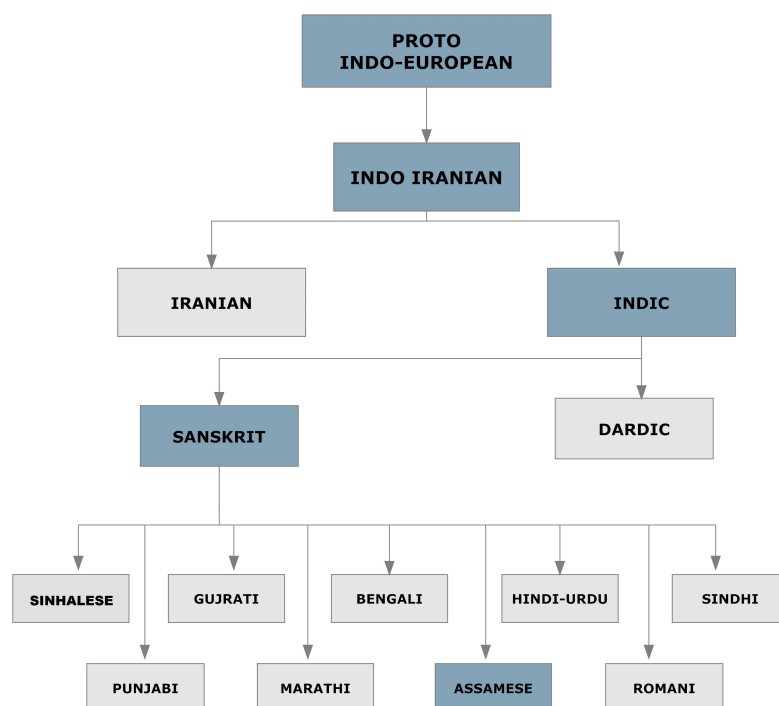 PROTO
INDO-EUROPEAN
INDO IRANIAN
IRANIAN
INDIC
SANSKRIT
DARDIC
SINHALESE
GUJRATI
BENGALI
HINDI-URDU
SINDHI
PUNJABI
MARATHI
ASSAMESE
ROMANI